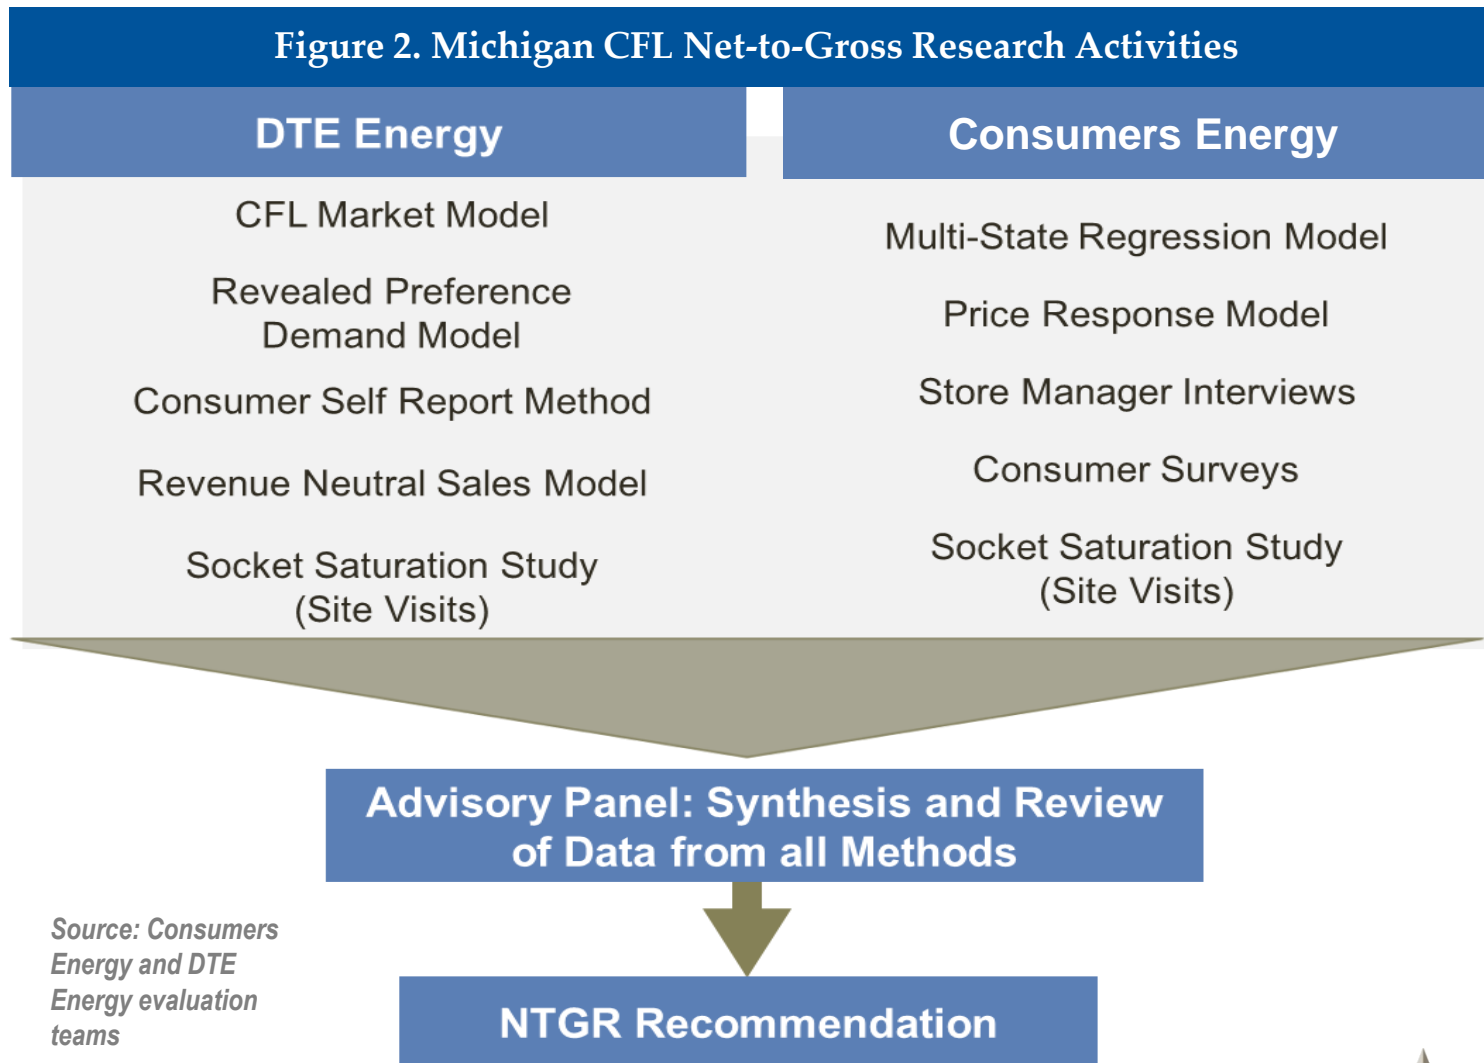 Figure 2. Michigan CFL Net-to-Gross Research Activities
DTE Energy
CFL Market Model
Revealed Preference
Demand Model
Consumer Self Report Method
Revenue Neutral Sales Model
Socket Saturation Study
(Site Visits)
Consumers Energy
Multi-State Regression Model
Price Response Model
Store Manager Interviews
Consumer Surveys
Socket Saturation Study
(Site Visits)
Advisory Panel: Synthesis and Review
of Data from all Methods
NTGR Recommendation
Source: Consumers
Energy and DTE
Energy evaluation
teams